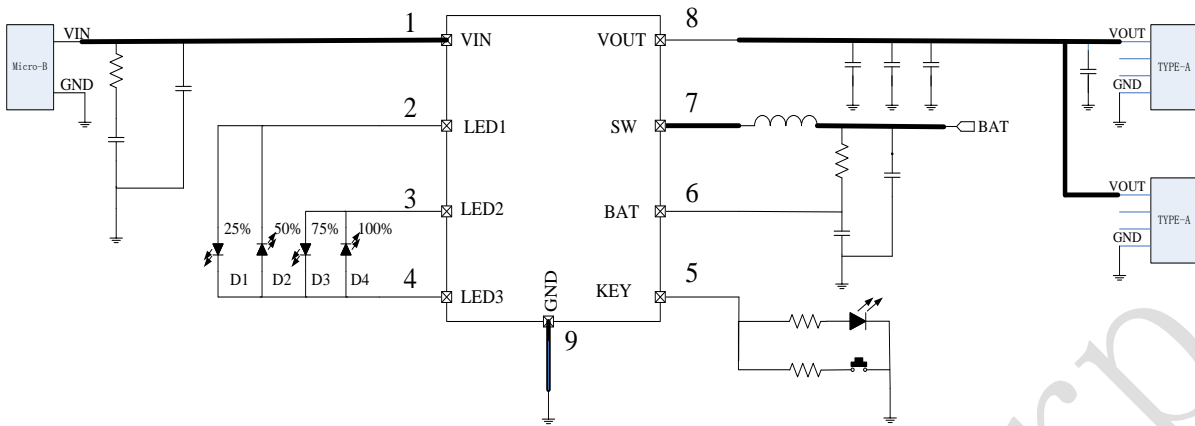 1
8
VIN
VIN
VOUT
VOUT
TYPE-A
Micro-B
GND
GND
2
7
LED1
SW
BAT
3
6
VOUT
LED2
BAT
TYPE-A
25%
50%
75%
100%
GND
D1
D2
D3
D4
4
5
LED3
GND
KEY
9
rp